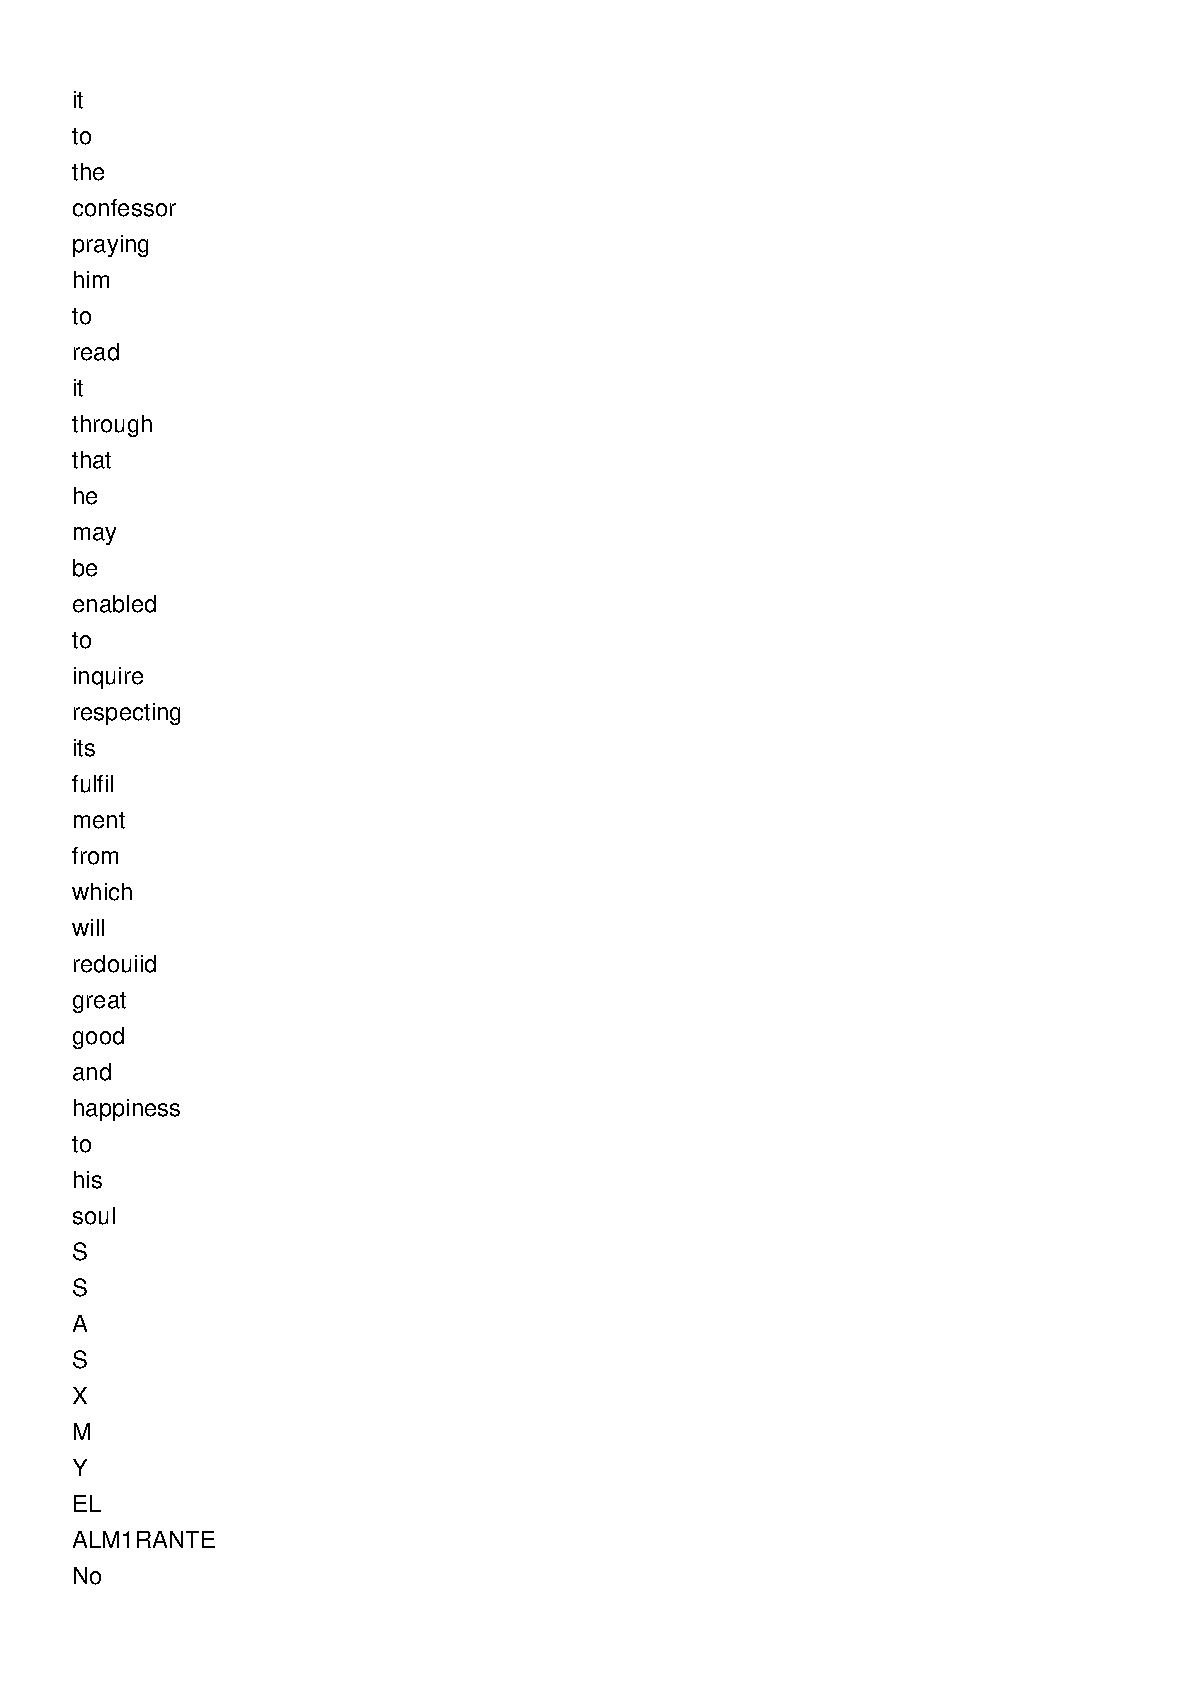 it
to
the
confessor
praying
him
to
read
it
through
that
he
may
be
enabled
to
inquire
respecting
its
fulfil
ment
from
which
will
redouiid
great
good
and
happiness
to
his
soul
S
S
A
S
X
M
Y
EL
ALM1RANTE
No